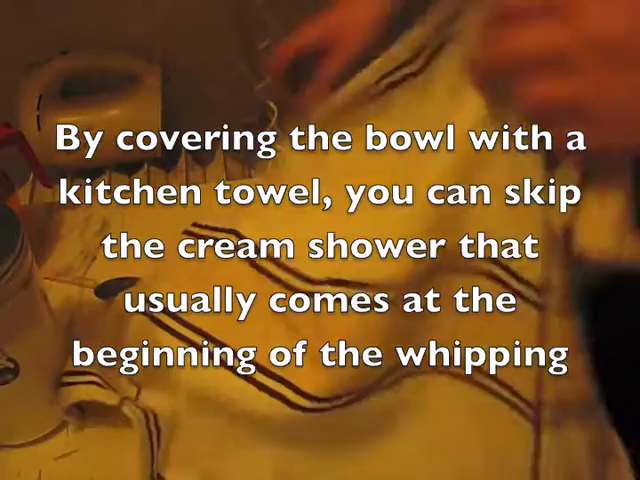 By covering the bowl with a
kitchen towel, you can skip
the cream shower that
usually comes at the
beginning of the whipping